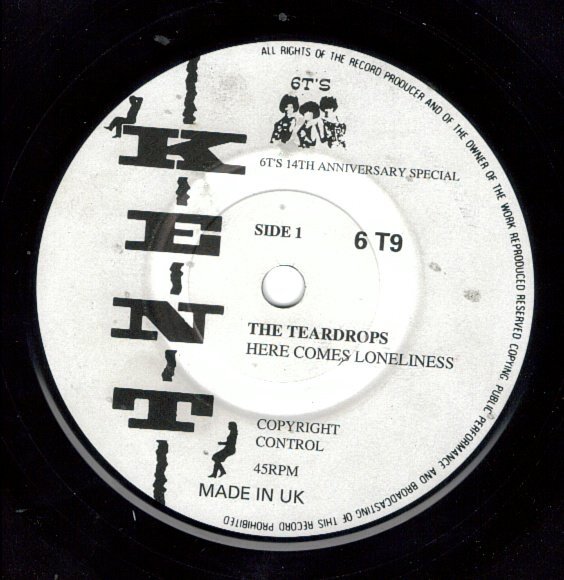 ALL RIGHTS OF THE RECORD PRODUCER AND OF THE OWNER OF THE WORK REPRODUCED RESERVED COPYING PUBLIC PERFORMANCE AND BROADCASTING OF THIS RECORD PROHIBITED
6T'S
KENT
6T'S 14TH ANNIVERSARY SPECIAL
SIDE 1 6 T9
THE TEARDROPS
HERE COMES LONELINESS
COPYRIGHT
CONTROL
45RPM
MADE IN UK